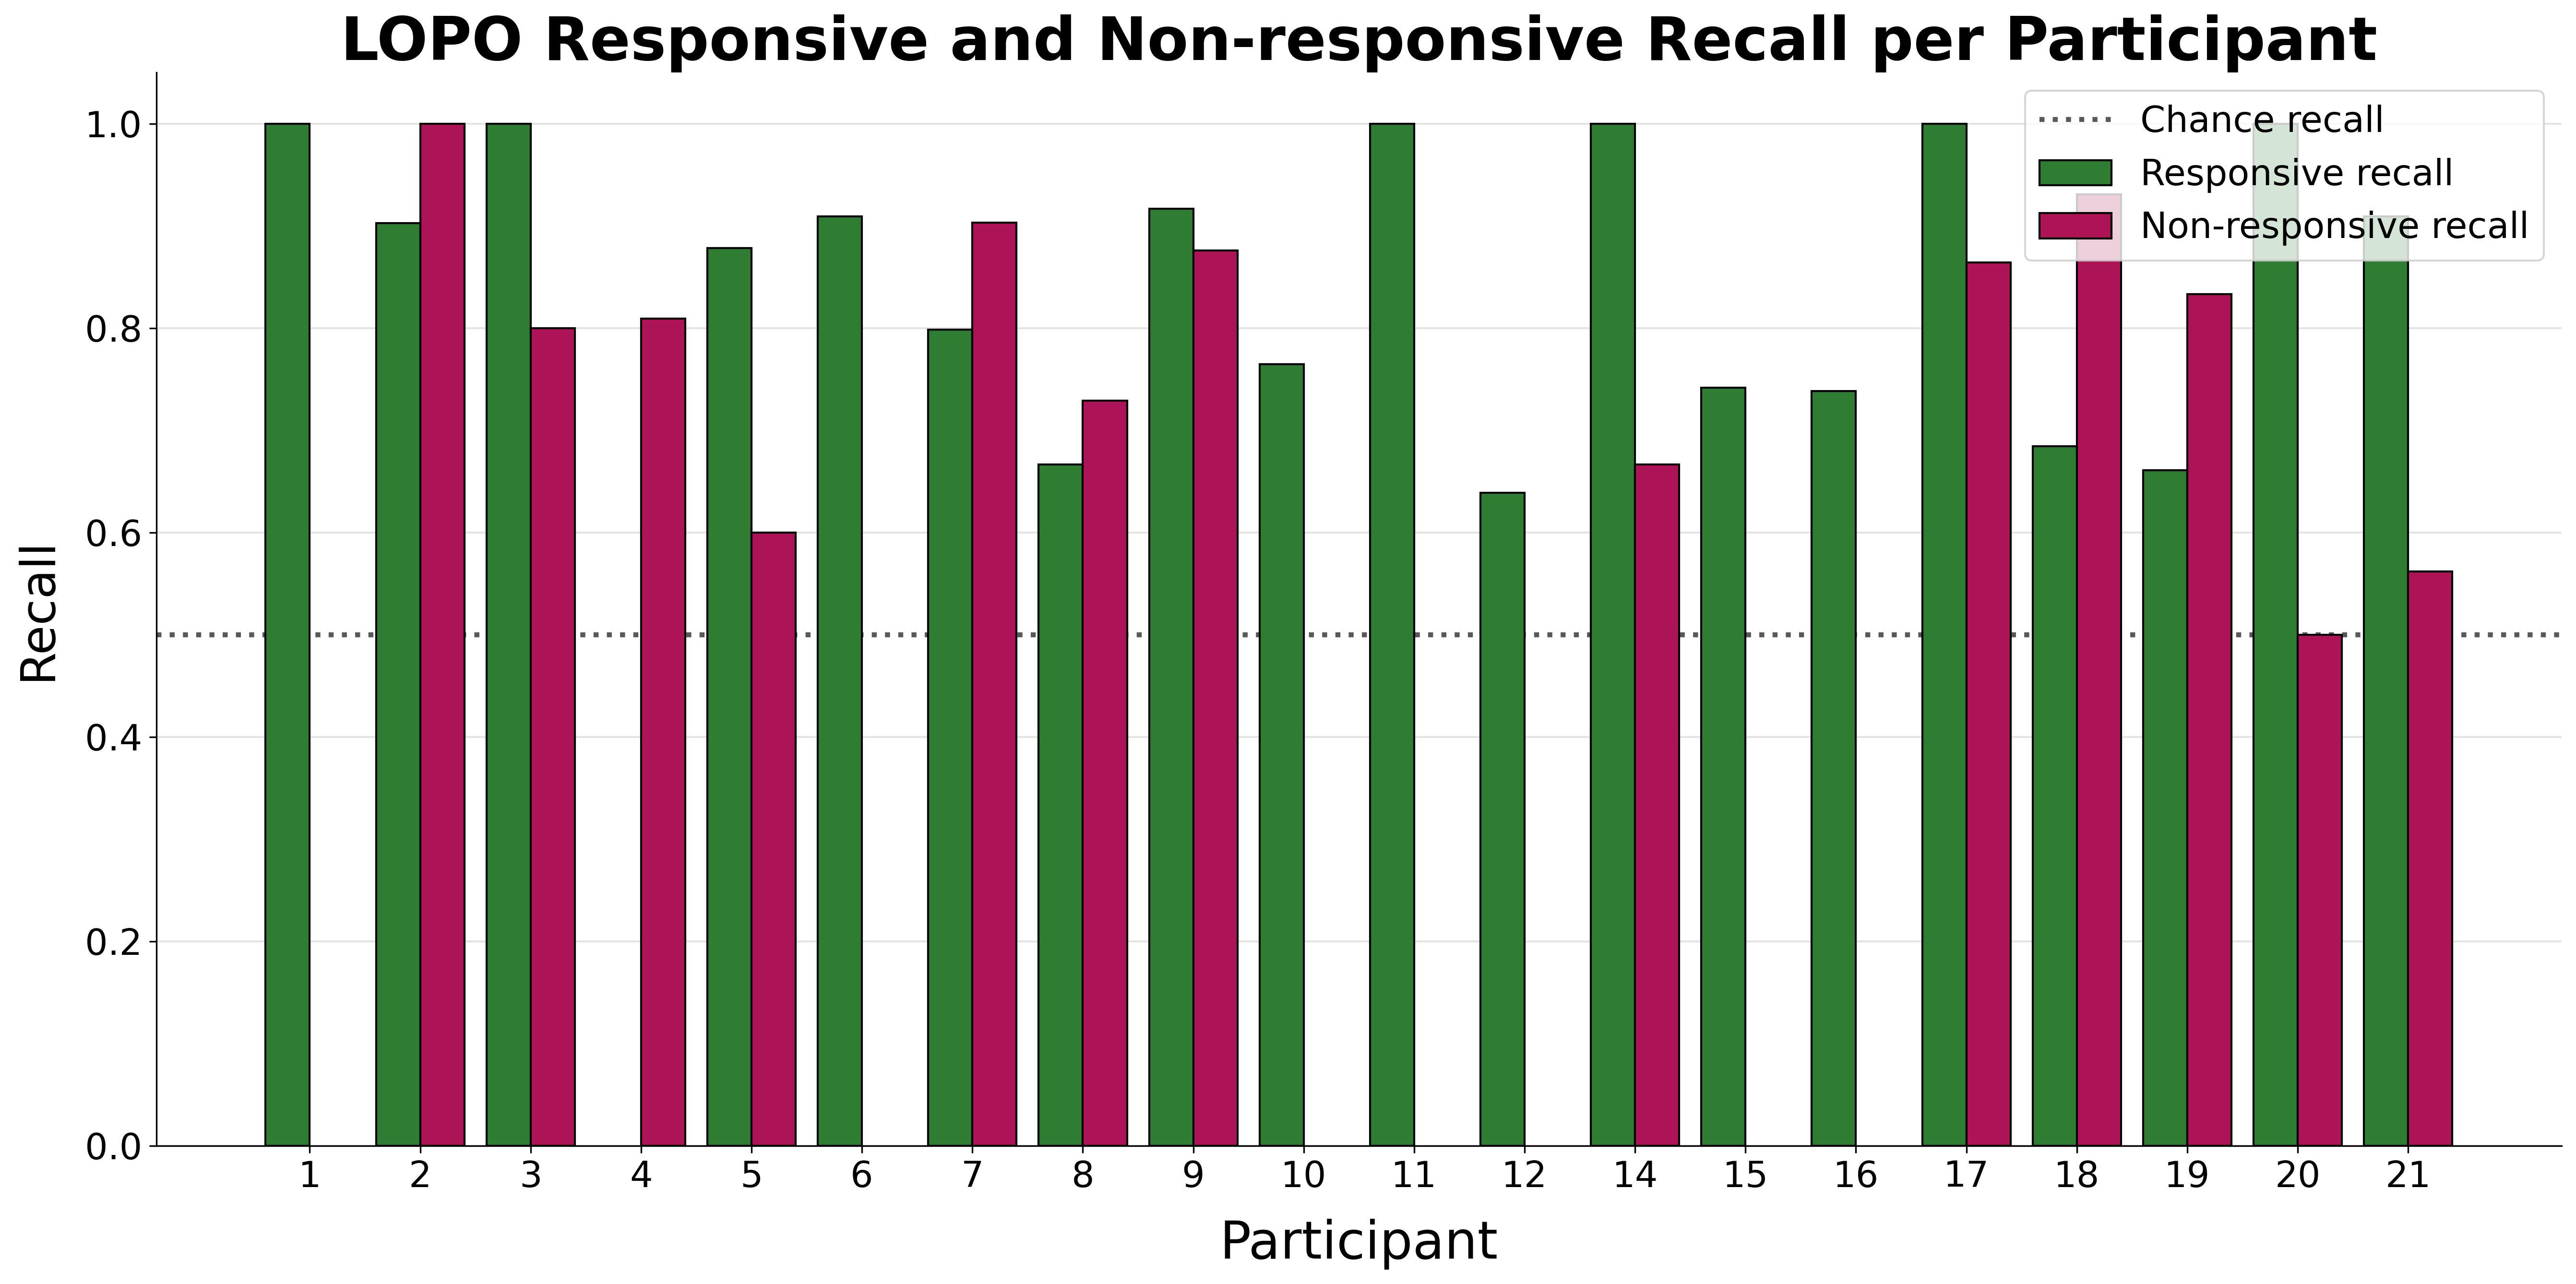 LOPO Responsive and Non-responsive Recall per Participant
Chance recall
Responsive recall
Non-responsive recall
Recall
1.0
0.8
0.6
0.4
0.2
0.0
1 2 3 4 5 6 7 8 9 10 11 12 14 15 16 17 18 19 20 21
Participant